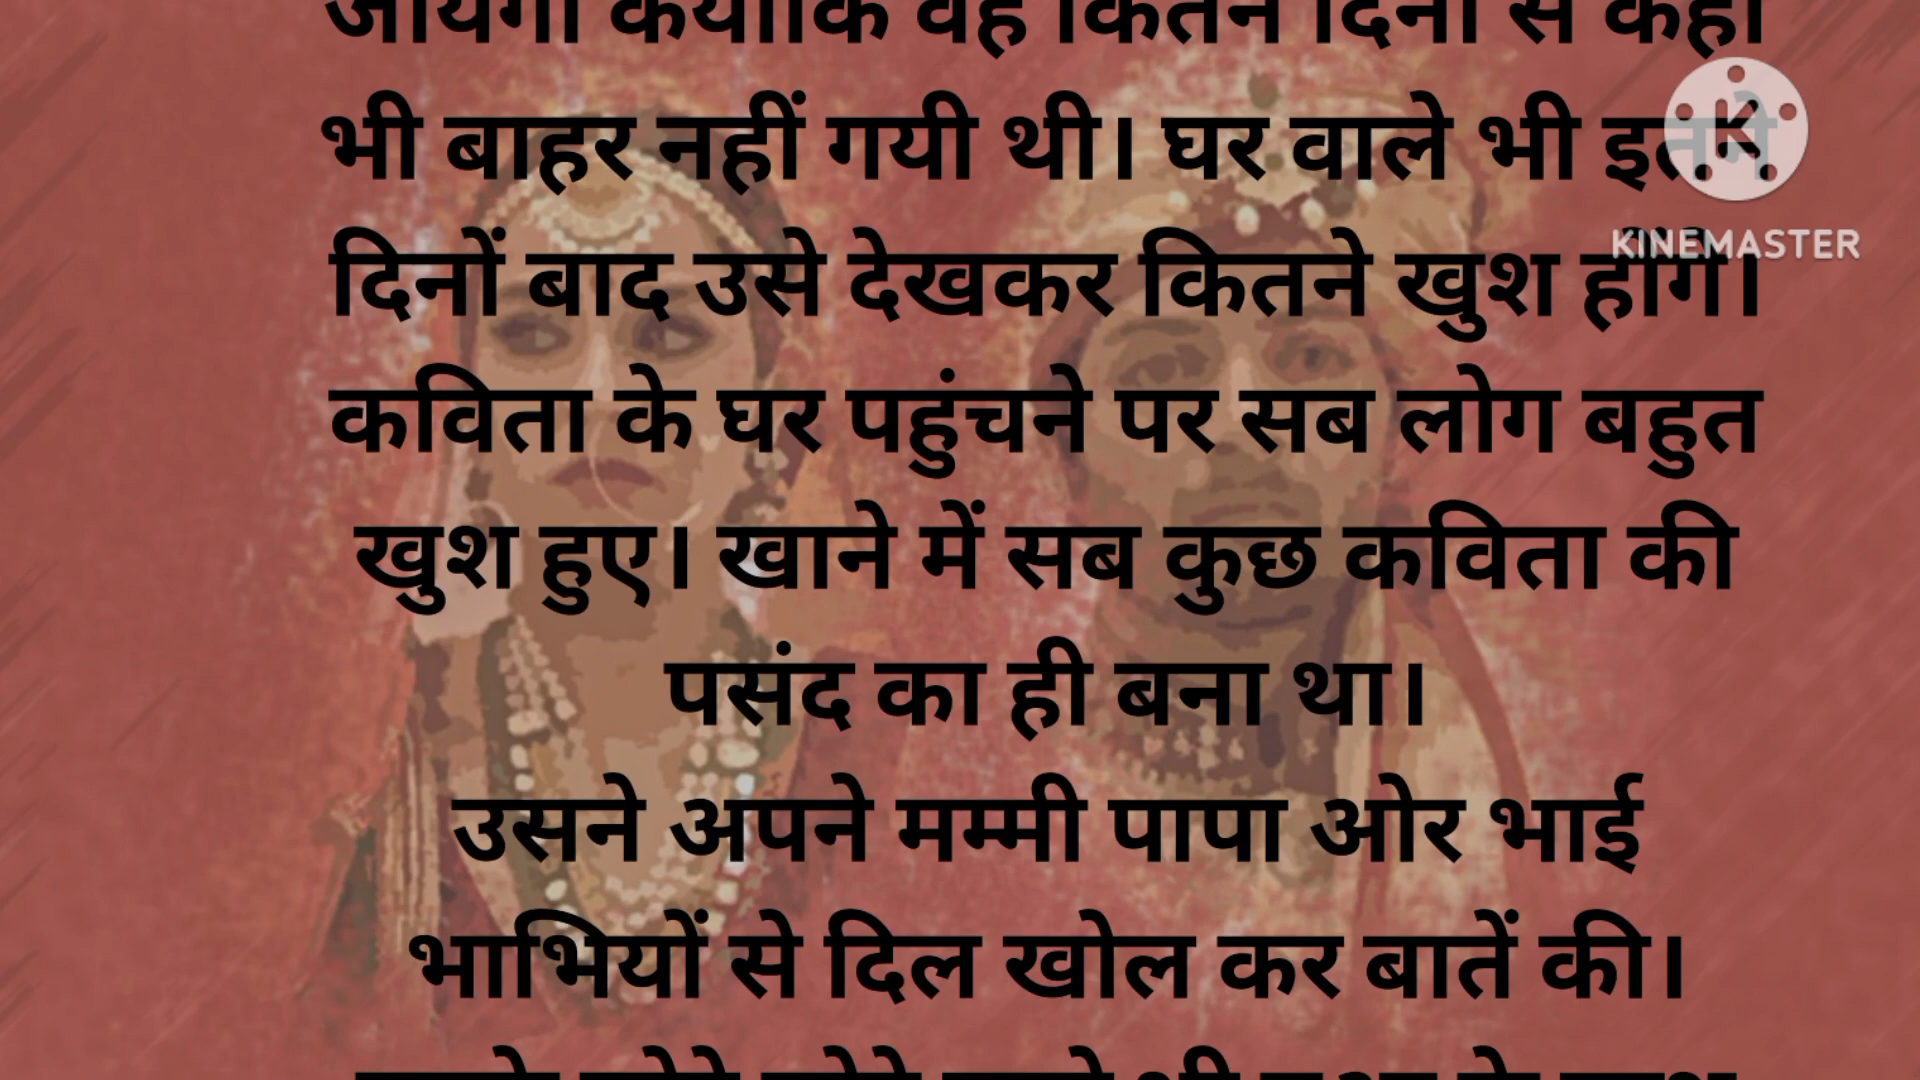 जायेगा क्योंकि वह कितने दिनों से कहीं
भी बाहर नहीं गयी थी। घर वाले भी इतने
KINEMASTER
दिनों बाद उसे देखकर कितने खुश होंगे।
कविता के घर पहुंचने पर सब लोग बहुत
खुश हुए। खाने में सब कुछ कविता की
पसंद का ही बना था।
उसने अपने मम्मी पापा ओर भाई
भाभियों से दिल खोल कर बातें की।